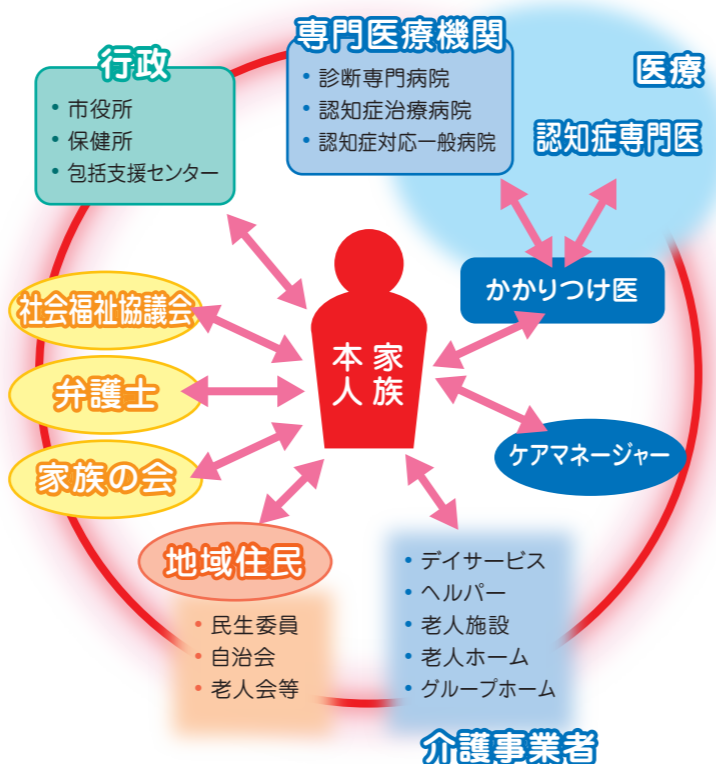 行政
・市役所
・保健所
・包括支援センター
専門医療機関
・診断専門病院
・認知症治療病院
・認知症対応一般病院
医療
認知症専門医
かかりつけ医
社会福祉協議会
弁護士
家族の会
本人
家族
ケアマネージャー
地域住民
・民生委員
・自治会
・老人会等
・デイサービス
・ヘルパー
・老人施設
・老人ホーム
・グループホーム
介護事業者